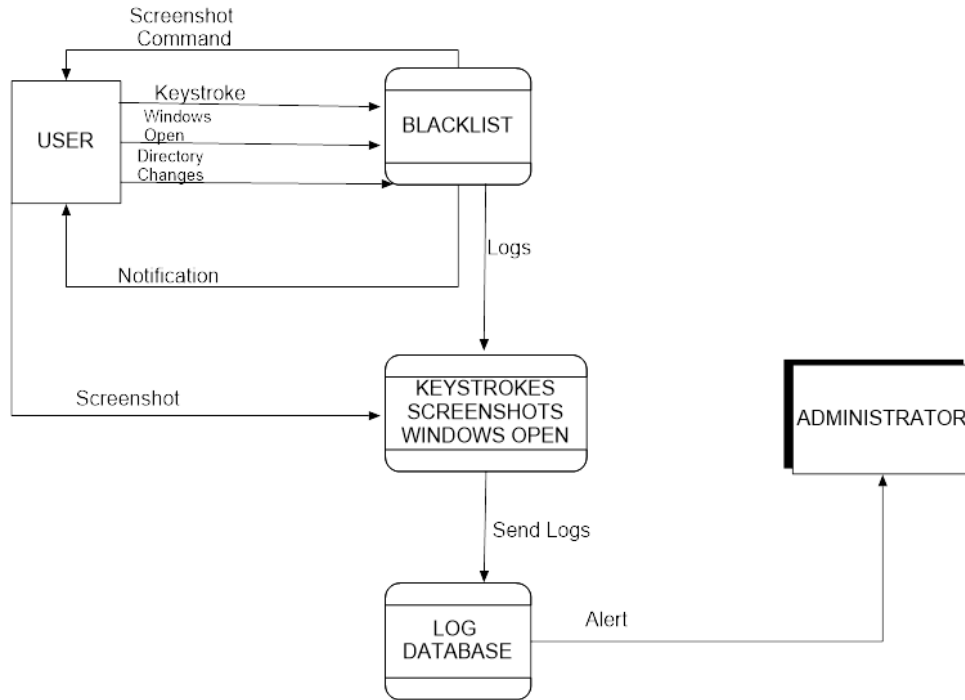 Screenshot
Command
Keystroke
Windows
Open
Directory
Changes
USER
BLACKLIST
Logs
Notification
Screenshot
KEYSTROKES
SCREENSHOTS
WINDOWS OPEN
ADMINISTRATOR
Send Logs
Alert
LOG
DATABASE